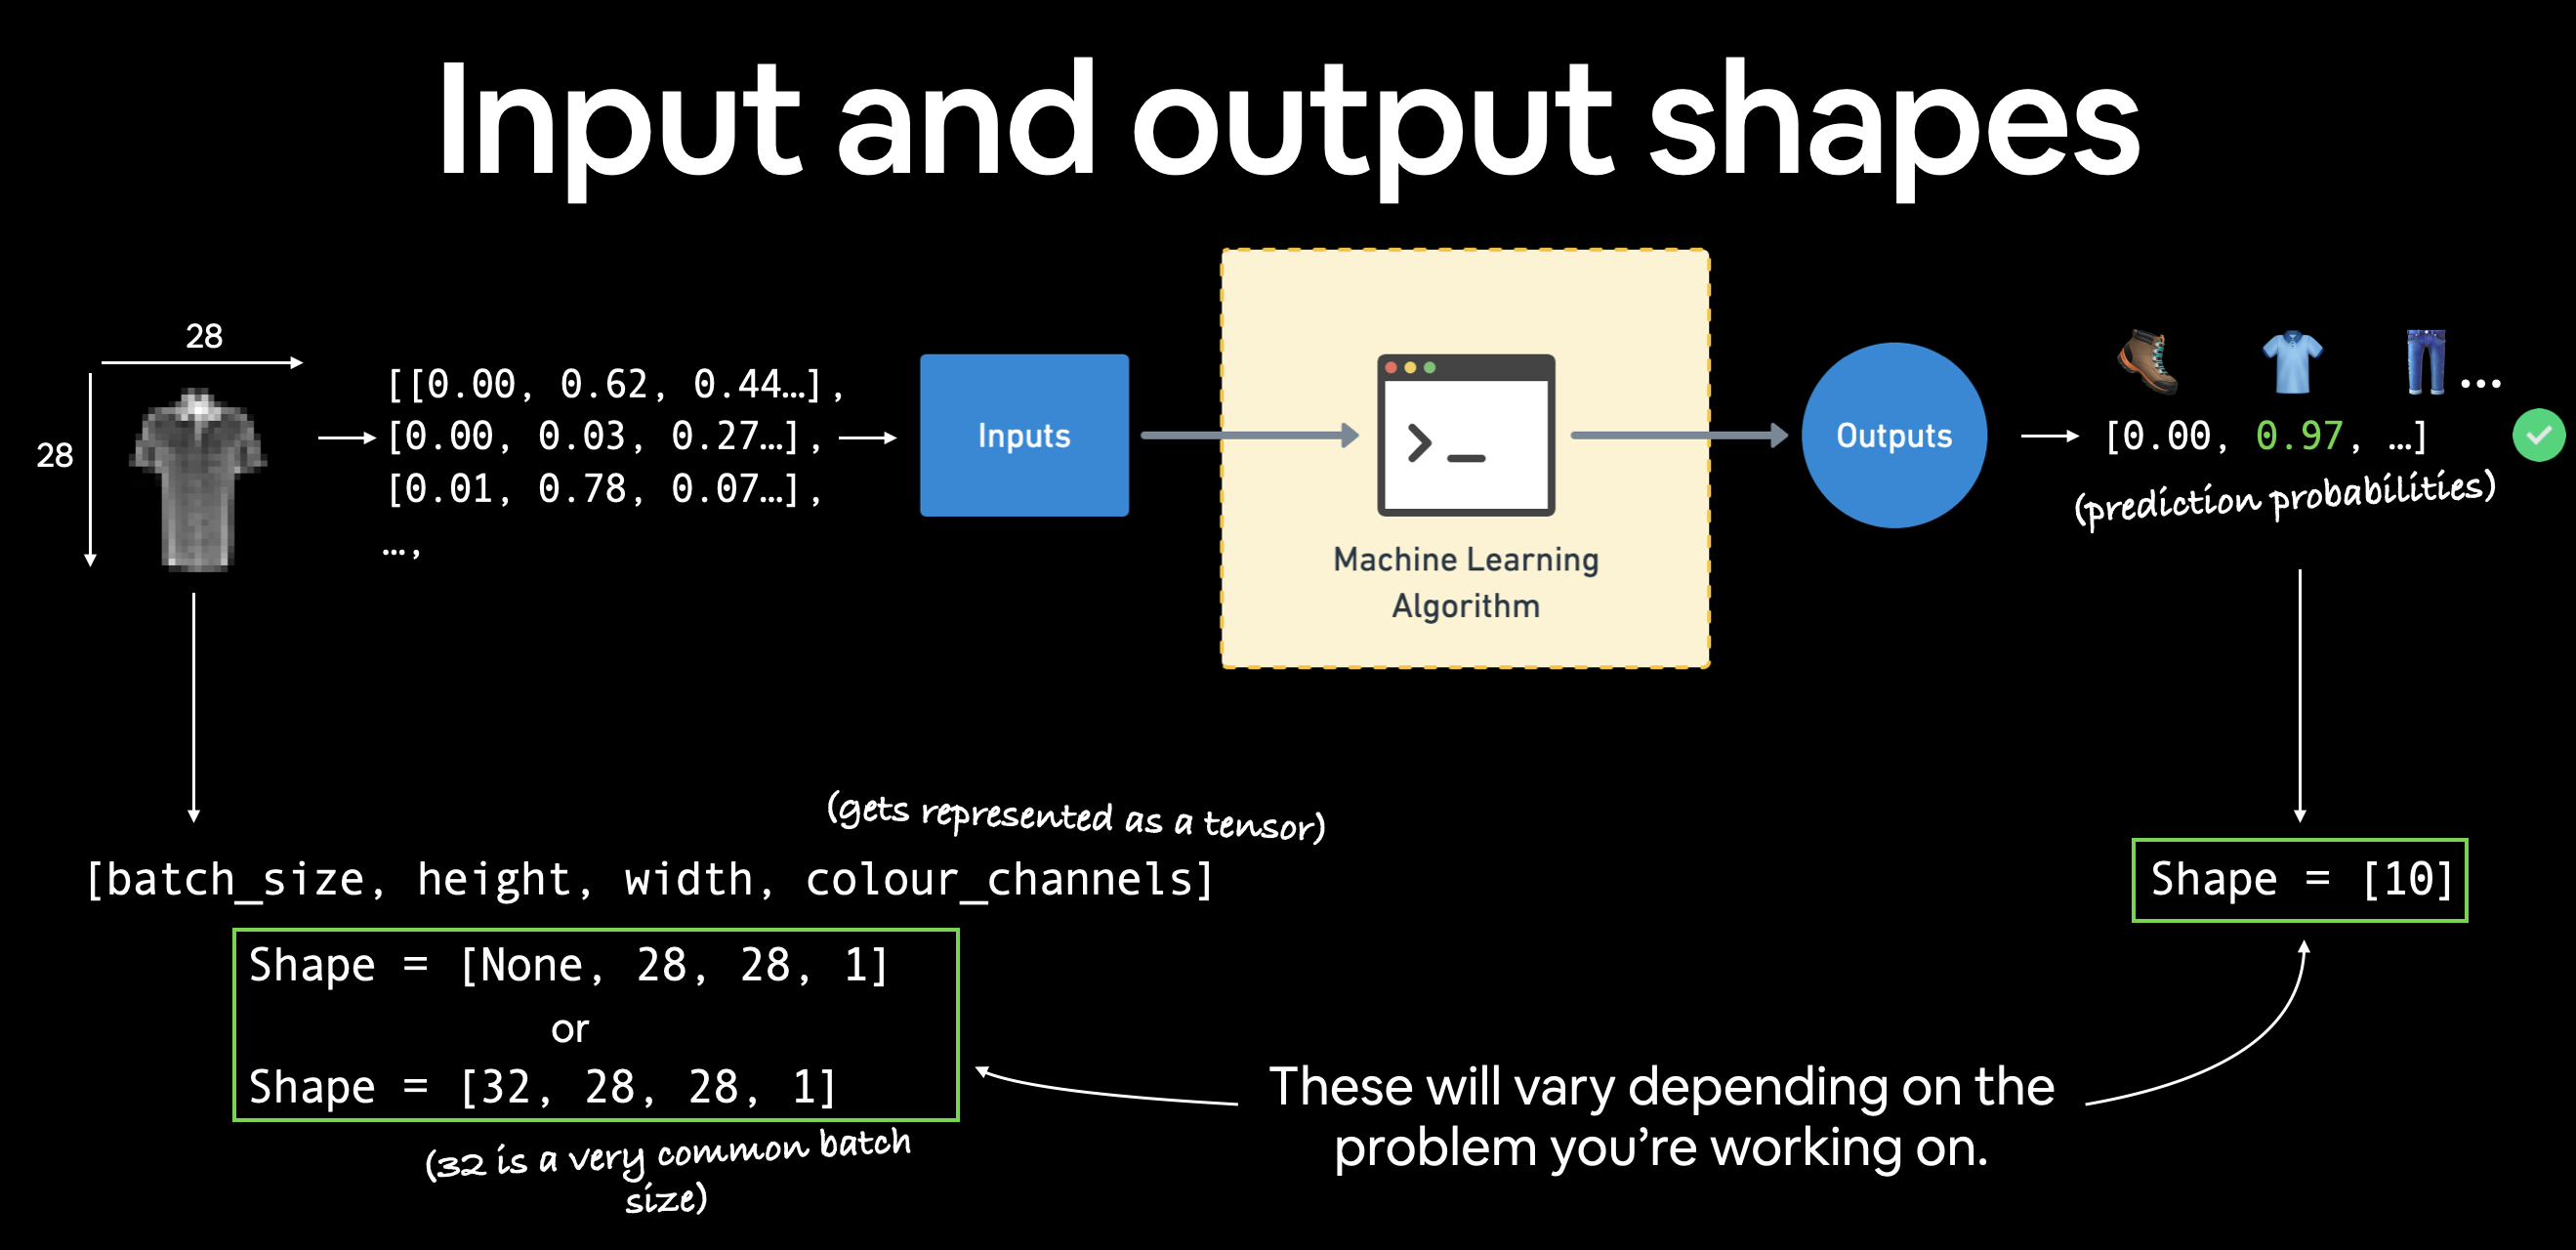 Input and output shapes
28
28
[[0.00, 0.62, 0.44…],
[0.00, 0.03, 0.27…],
[0.01, 0.78, 0.07…],
…,
Inputs
Machine Learning
Algorithm
Outputs
...
[0.00, 0.97, …]
(prediction probabilities)
(gets represented as a tensor)
[batch_size, height, width, colour_channels]
Shape = [None, 28, 28, 1]
or
Shape = [32, 28, 28, 1]
(32 is a very common batch
size)
Shape = [10]
These will vary depending on the
problem you’re working on.